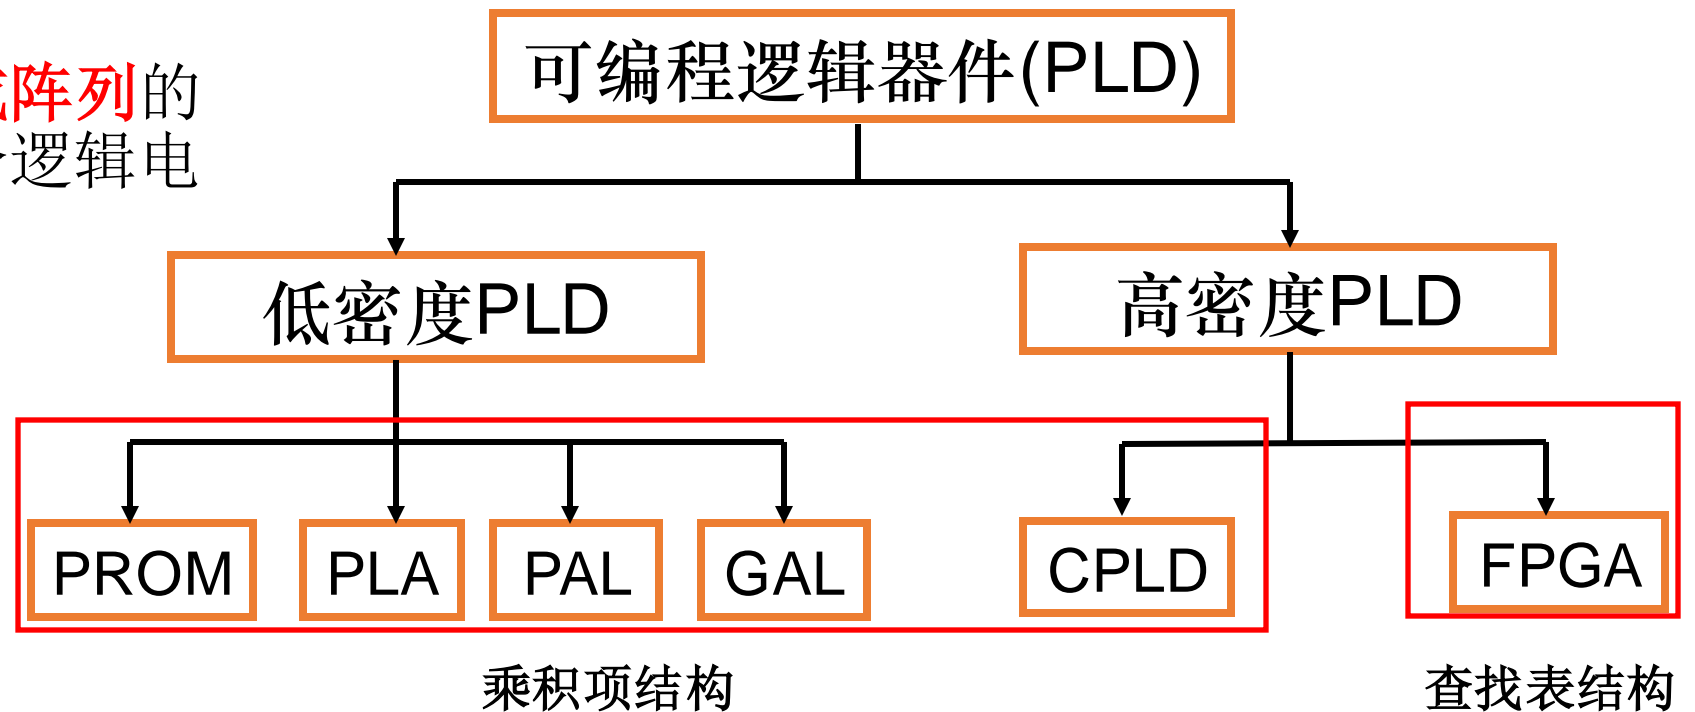 可编程逻辑器件(PLD)
阵列的
逻辑电
低密度PLD
高密度PLD
PROM
PLA
PAL
GAL
CPLD
FPGA
乘积项结构
查找表结构